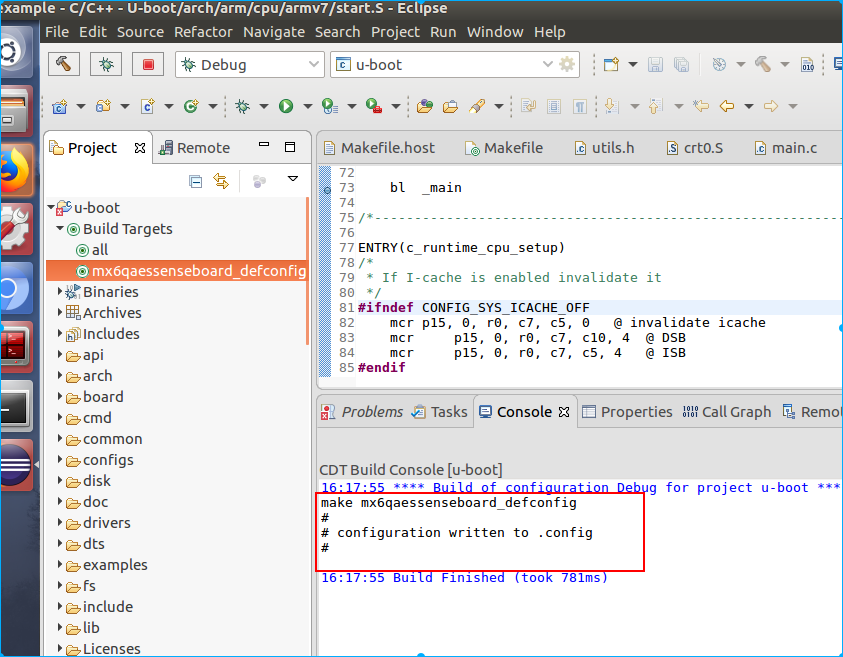 example - C/C++ - U-boot/arch/arm/cpu/armv7/start.S - Eclipse
File Edit Source Refactor Navigate Search Project Run Window Help
Debug
u-boot
010
Project
Remote
u-boot
Build Targets
all
mx6qaessenseboard_defconfig
Binaries
Archives
Includes
api
arch
board
cmd
common
configs
disk
doc
drivers
dts
examples
fs
include
lib
Licenses
Makefile.host Makefile utils.h crt0.S main.c
72
73 bl _main
74
75 /*----------------------------------------------------------
76
77 ENTRY(c_runtime_cpu_setup)
78 /*
79 * If I-cache is enabled invalidate it
80 */
81 #ifndef CONFIG_SYS_ICACHE_OFF
82 mcr p15, 0, r0, c7, c5, 0 @ invalidate icache
83 mcr p15, 0, r0, c7, c10, 4 @ DSB
84 mcr p15, 0, r0, c7, c5, 4 @ ISB
85 #endif
Problems Tasks Console Properties Call Graph Remo
CDT Build Console [u-boot]
16:17:55 **** Build of configuration Debug for project u-boot ***
make mx6qaessenseboard_defconfig
#
# configuration written to .config
#
16:17:55 Build Finished (took 781ms)